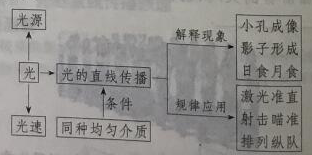 光源
光
光速
光的直线传播
条件
同种均匀介质
解释现象
小孔成像
影子形成
日食月食
规律应用
激光准直
射击瞄准
排列纵队